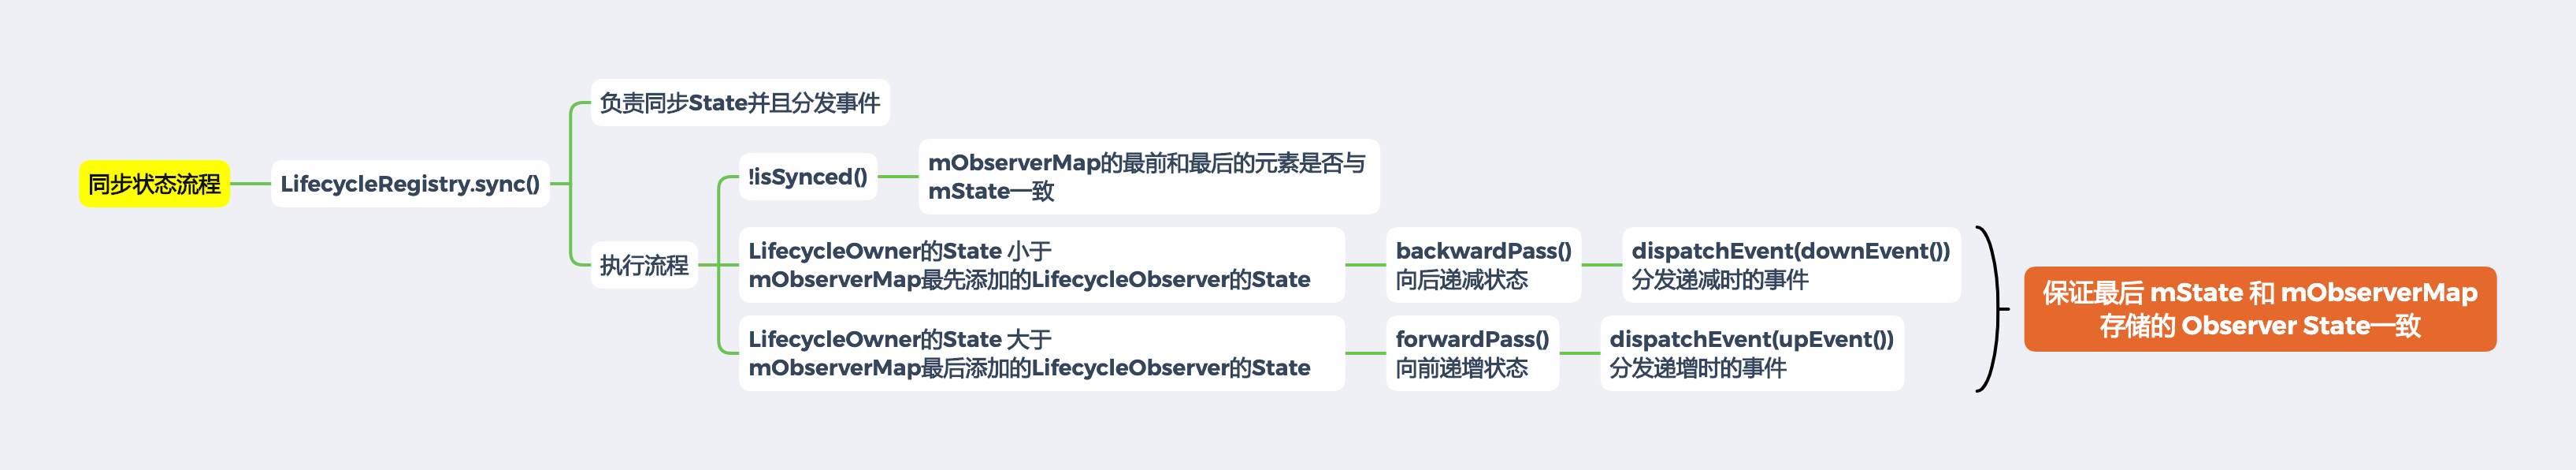 同步状态流程
LifecycleRegistry.sync()
负责同步State并且分发事件
执行流程
!isSynced()
mObserverMap的最前和最后的元素是否与
mState一致
LifecycleOwner的State 小于
mObserverMap最先添加的LifecycleObserver的State
backwardPass()
向后递减状态
dispatchEvent(downEvent())
分发递减时的事件
LifecycleOwner的State 大于
mObserverMap最后添加的LifecycleObserver的State
forwardPass()
向前递增状态
dispatchEvent(upEvent())
分发递增时的事件
保证最后 mState 和 mObserverMap
存储的 Observer State一致